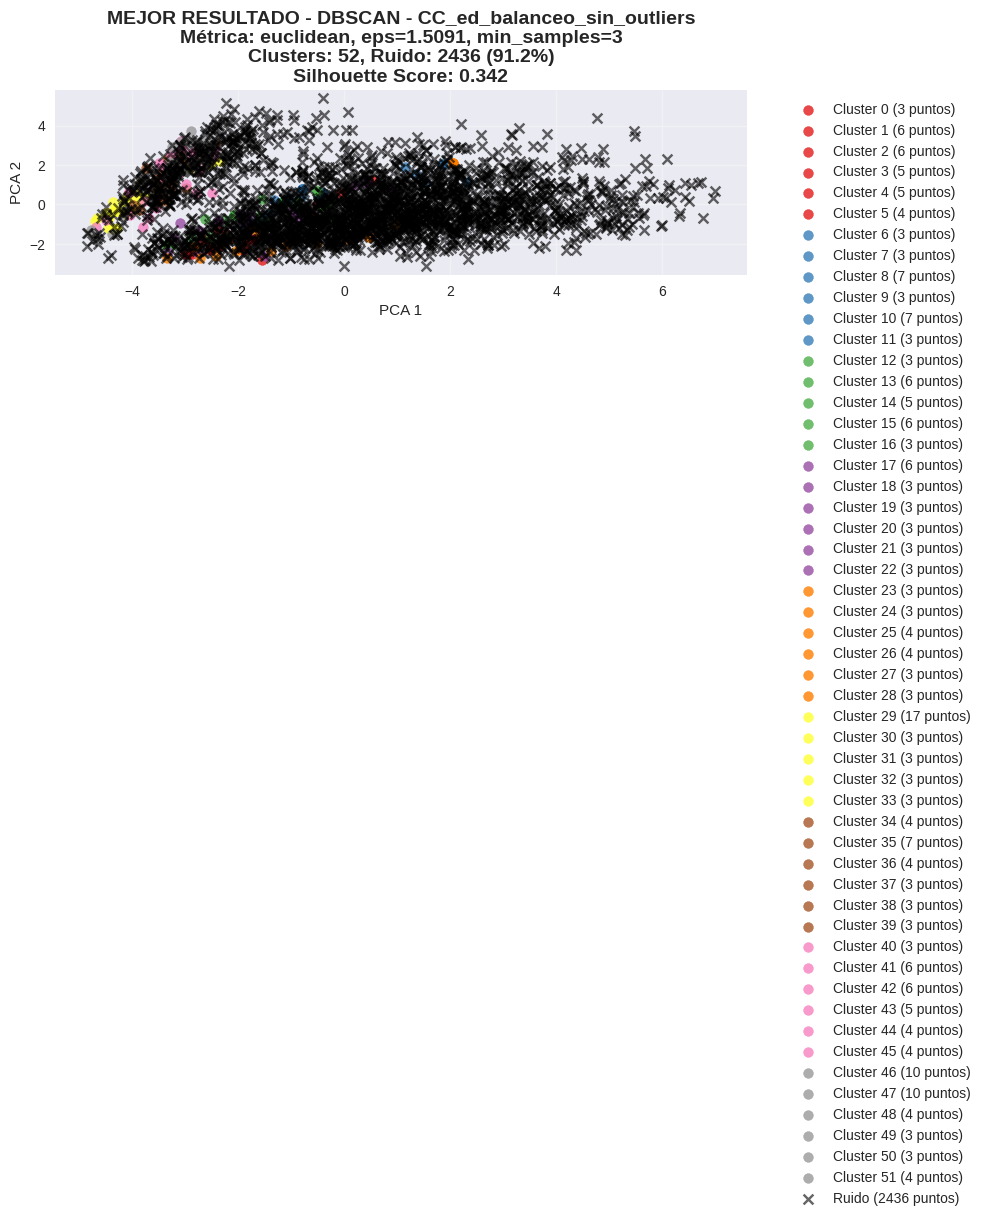 MEJOR RESULTADO - DBSCAN - CC_ed_balanceo_sin_outliers
Métrica: euclidean, eps=1.5091, min_samples=3
Clusters: 52, Ruido: 2436 (91.2%)
Silhouette Score: 0.342
PCA 2
4
2
0
−2
−4
−2
0
2
4
6
PCA 1
Cluster 0 (3 puntos)
Cluster 1 (6 puntos)
Cluster 2 (6 puntos)
Cluster 3 (5 puntos)
Cluster 4 (5 puntos)
Cluster 5 (4 puntos)
Cluster 6 (3 puntos)
Cluster 7 (3 puntos)
Cluster 8 (7 puntos)
Cluster 9 (3 puntos)
Cluster 10 (7 puntos)
Cluster 11 (3 puntos)
Cluster 12 (3 puntos)
Cluster 13 (6 puntos)
Cluster 14 (5 puntos)
Cluster 15 (6 puntos)
Cluster 16 (3 puntos)
Cluster 17 (6 puntos)
Cluster 18 (3 puntos)
Cluster 19 (3 puntos)
Cluster 20 (3 puntos)
Cluster 21 (3 puntos)
Cluster 22 (3 puntos)
Cluster 23 (3 puntos)
Cluster 24 (3 puntos)
Cluster 25 (4 puntos)
Cluster 26 (4 puntos)
Cluster 27 (3 puntos)
Cluster 28 (3 puntos)
Cluster 29 (17 puntos)
Cluster 30 (3 puntos)
Cluster 31 (3 puntos)
Cluster 32 (3 puntos)
Cluster 33 (3 puntos)
Cluster 34 (4 puntos)
Cluster 35 (7 puntos)
Cluster 36 (4 puntos)
Cluster 37 (3 puntos)
Cluster 38 (3 puntos)
Cluster 39 (3 puntos)
Cluster 40 (3 puntos)
Cluster 41 (6 puntos)
Cluster 42 (6 puntos)
Cluster 43 (5 puntos)
Cluster 44 (4 puntos)
Cluster 45 (4 puntos)
Cluster 46 (10 puntos)
Cluster 47 (10 puntos)
Cluster 48 (4 puntos)
Cluster 49 (3 puntos)
Cluster 50 (3 puntos)
Cluster 51 (4 puntos)
Ruido (2436 puntos)